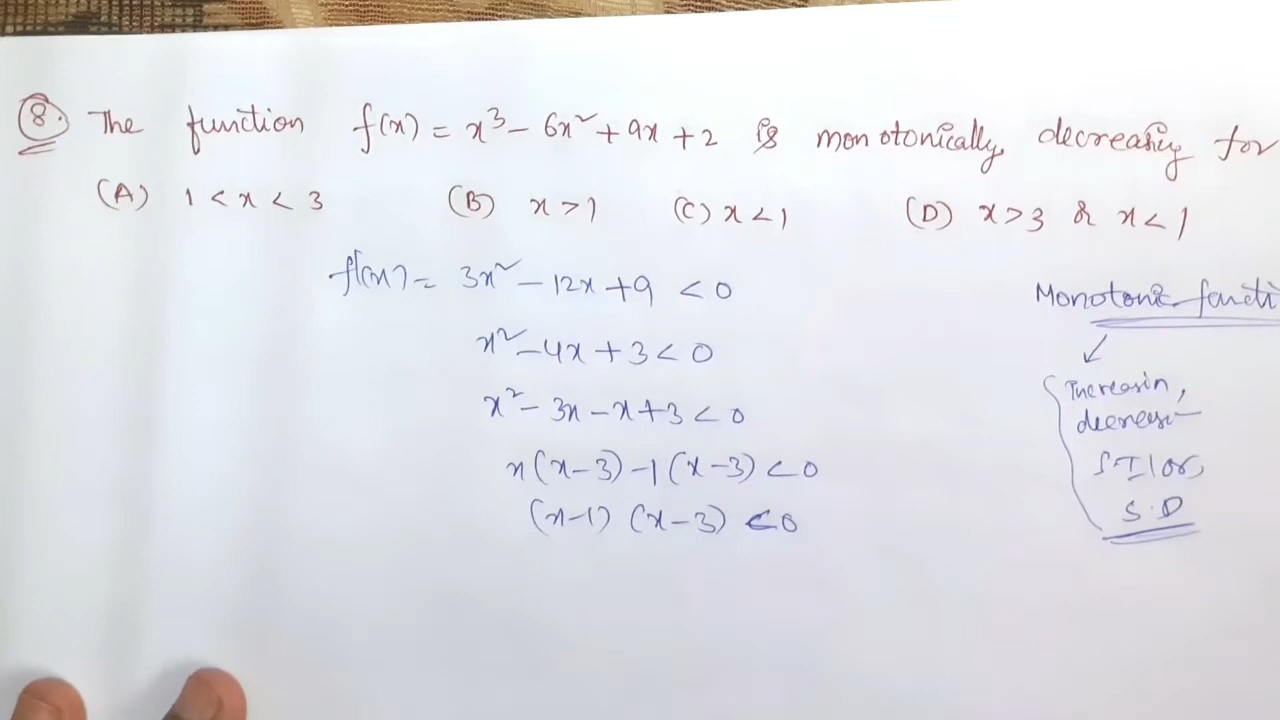 8. The function f(x) = x³ - 6x² + 9x + 2 is monotonically decreasing for
(A) 1 < x < 3 (B) x > 1 (C) x < 1 (D) x > 3 & x < 1
f'(x) = 3x² - 12x + 9 < 0
x² - 4x + 3 < 0
x² - 3x - x + 3 < 0
x(x-3) -1(x-3) < 0
(x-1) (x-3) < 0
Monotonic functi
Increasin,
decreasi
S.I or
S.D